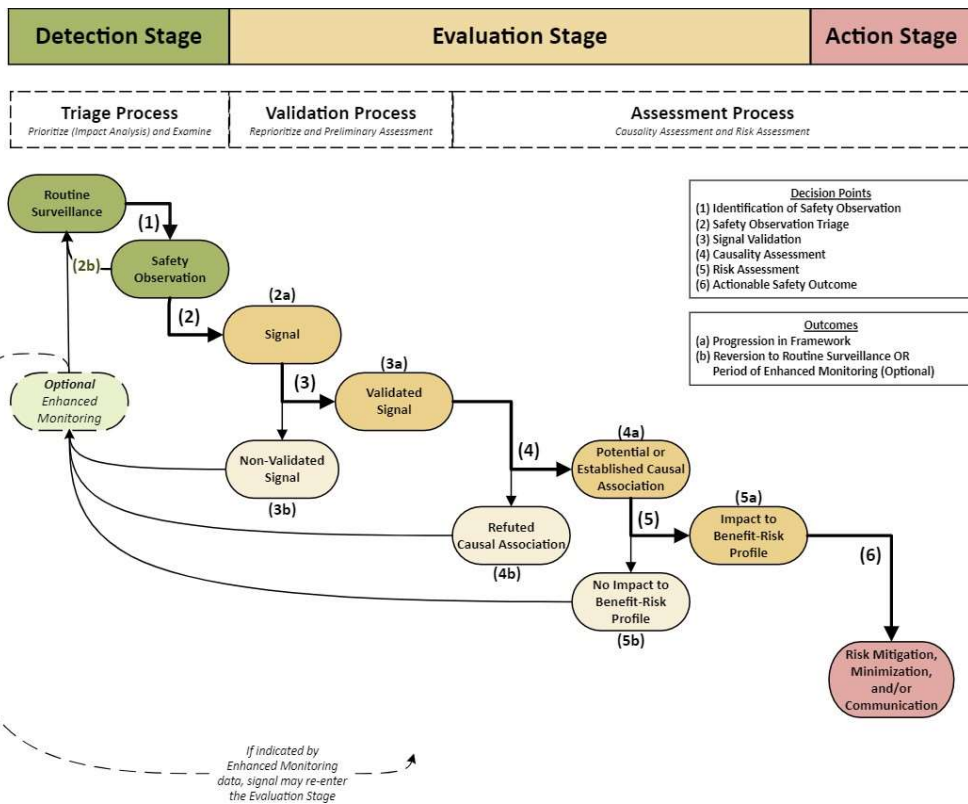 Detection Stage
Evaluation Stage
Action Stage
Triage Process
Prioritize (Impact Analysis) and Examine
Validation Process
Reprioritize and Preliminary Assessment
Assessment Process
Causality Assessment and Risk Assessment
Routine
Surveillance
(1)
(2b)
Safety
Observation
(2)
(2a)
Signal
(3)
(3a)
Validated
Signal
Optional
Enhanced
Monitoring
Non-Validated
Signal
(3b)
(4)
(4a)
Potential or
Established Causal
Association
Refuted
Causal Association
(4b)
(5)
(5a)
Impact to
Benefit-Risk
Profile
No Impact to
Benefit-Risk
Profile
(5b)
(6)
Risk Mitigation,
Minimization,
and/or
Communication
Decision Points
(1) Identification of Safety Observation
(2) Safety Observation Triage
(3) Signal Validation
(4) Causality Assessment
(5) Risk Assessment
(6) Actionable Safety Outcome
Outcomes
(a) Progression in Framework
(b) Reversion to Routine Surveillance OR
Period of Enhanced Monitoring (Optional)
If indicated by
Enhanced Monitoring
data, signal may re-enter
the Evaluation Stage